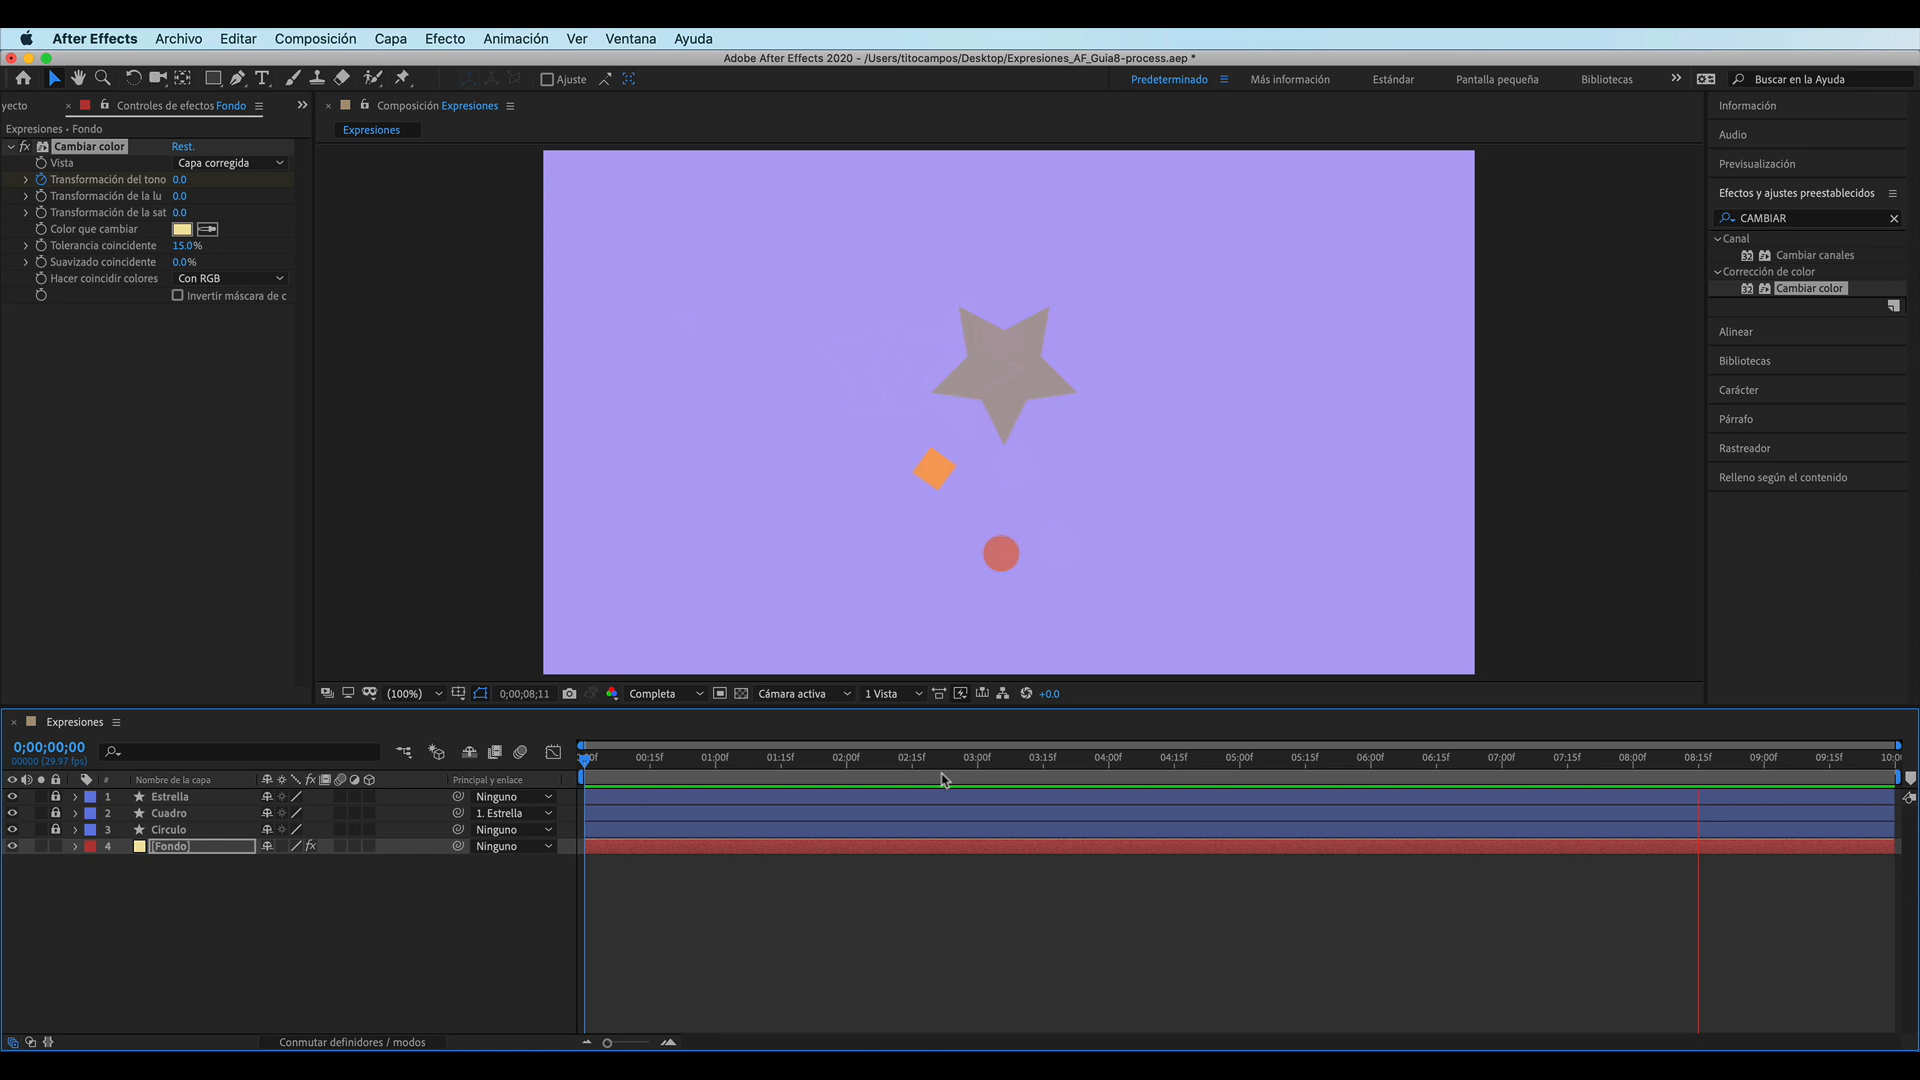 After Effects Archivo Editar Composición Capa Efecto Animación Ver Ventana Ayuda
Adobe After Effects 2020 - /Users/titocampos/Desktop/Expresiones_AF_Guia8-process.aep *
Ajuste Predeterminado Más información Estándar Pantalla pequeña Bibliotecas Buscar en la Ayuda
yecto Controles de efectos Fondo
Composición Expresiones
Expresiones • Fondo
Expresiones
fx Cambiar color Rest.
Vista Capa corregida
Transformación del tono 0.0
Transformación de la lu 0.0
Transformación de la sat 0.0
Color que cambiar
Tolerancia coincidente 15.0%
Suavizado coincidente 0.0%
Hacer coincidir colores Con RGB
Invertir máscara de c
Información
Audio
Previsualización
Efectos y ajustes preestablecidos
CAMBIAR
Canal
32 Cambiar canales
Corrección de color
32 Cambiar color
Alinear
Bibliotecas
Carácter
Párrafo
Rastreador
Relleno según el contenido
(100%) 0;00;08;11 Completa Cámara activa 1 Vista +0.0
Expresiones
0;00;00;00
00000 (29.97 fps)
00f 00:15f 01:00f 01:15f 02:00f 02:15f 03:00f 03:15f 04:00f 04:15f 05:00f 05:15f 06:00f 06:15f 07:00f 07:15f 08:00f 08:15f 09:00f 09:15f 10:00
# Nombre de la capa fx Principal y enlace
1 Estrella Ninguno
2 Cuadro 1. Estrella
3 Circulo Ninguno
4 [Fondo] fx Ninguno
Conmutar definidores / modos